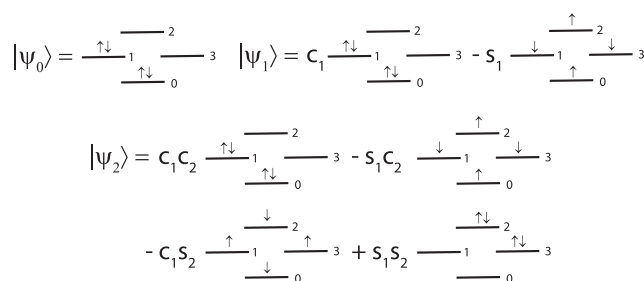 |ψ₀⟩ = ↑↓ 1 ↑↓ 0 2 3 |ψ₁⟩ = c₁ ↑↓ 1 ↑↓ 0 2 3 - s₁ ↓ 1 ↑ 0 ↑ 2 ↓ 3
|ψ₂⟩ = c₁c₂ ↑↓ 1 ↑↓ 0 2 3 - s₁c₂ ↓ 1 ↑ 0 ↑ 2 ↓ 3
- c₁s₂ ↑ 1 ↓ 0 ↓ 2 ↑ 3 + s₁s₂ 1 0 ↑↓ 2 ↑↓ 3